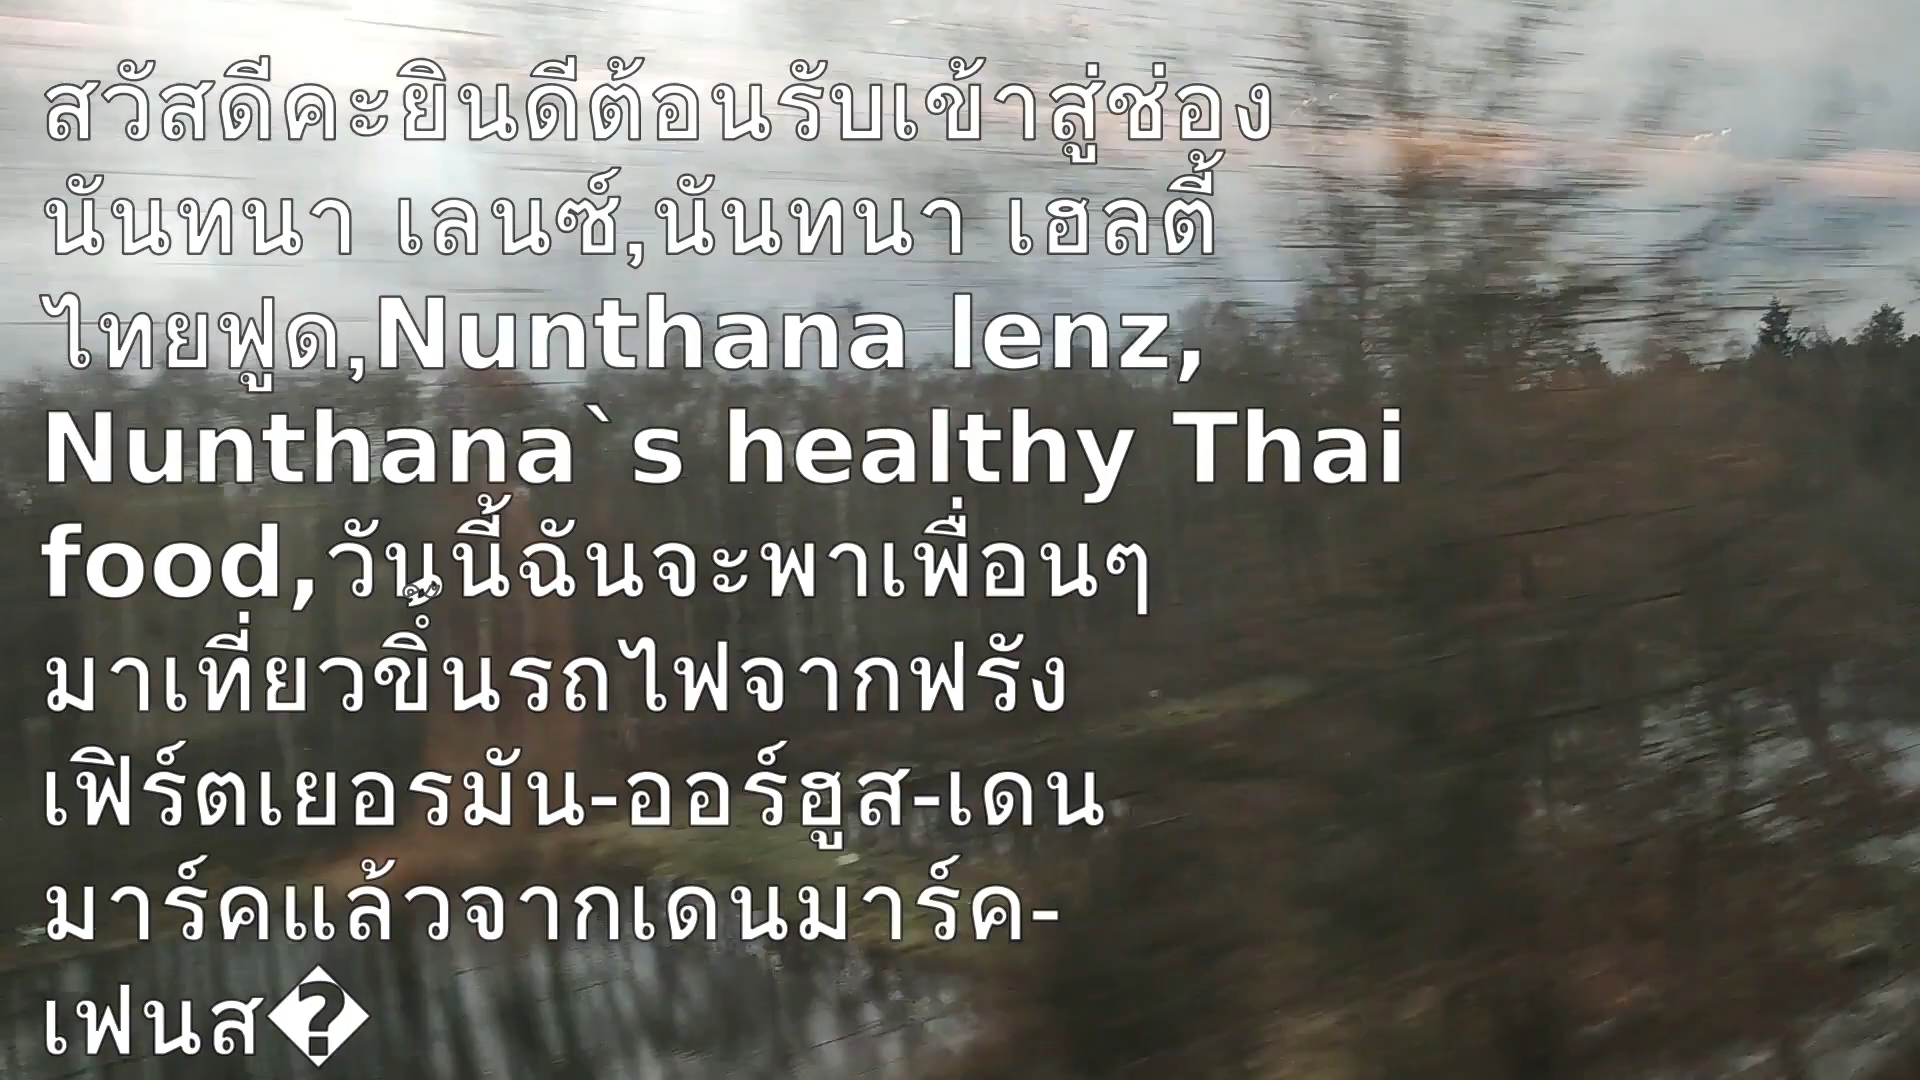 สวัสดีคะยินดีต้อนรับเข้าสู่ช่อง
นันทนา เลนซ์,นันทนา เฮลตี้
ไทยฟูด,Nunthana lenz,
Nunthana`s healthy Thai
food,วันนี้ฉันจะพาเพื่อนๆ
มาเที่ยวขิ้นรถไฟจากฟรัง
เฟิร์ตเยอรมัน-ออร์ฮูส-เดน
มาร์คแล้วจากเดนมาร์ค-
เฟนส�